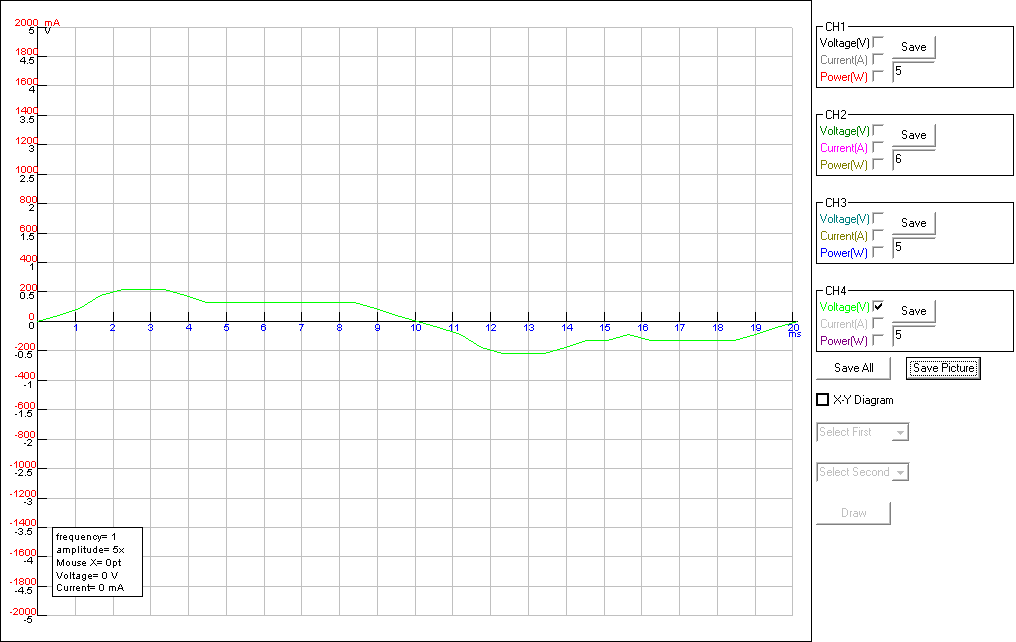 2000 mA
5 V
1800
4.5
1600
4
1400
3.5
1200
3
1000
2.5
800
2
600
1.5
400
1
200
0.5
0
0
1 2 3 4 5 6 7 8 9 10 11 12 13 14 15 16 17 18 19 20
ms
-200
-0.5
-400
-1
-600
-1.5
-800
-2
-1000
-2.5
-1200
-3
-1400
-3.5
-1600
-4
-1800
-4.5
-2000
-5
frequency= 1
amplitude= 5x
Mouse X= 0pt
Voltage= 0 V
Current= 0 mA
CH1
Voltage(V) Save
Current(A)
Power(W) 5
CH2
Voltage(V) Save
Current(A)
Power(W) 6
CH3
Voltage(V) Save
Current(A)
Power(W) 5
CH4
Voltage(V) Save
Current(A)
Power(W) 5
Save All Save Picture
X-Y Diagram
Select First
Select Second
Draw